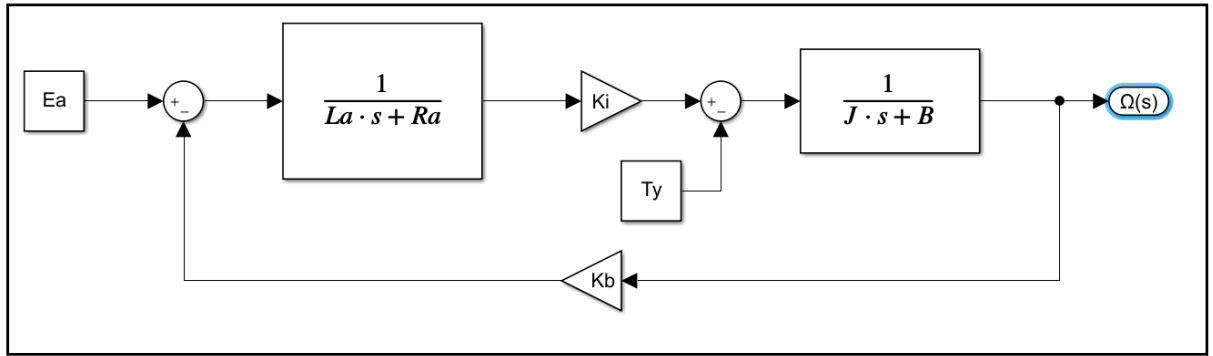 Ea
+
−
1
La · s + Ra
Ki
+
−
1
J · s + B
Ω(s)
Ty
Kb